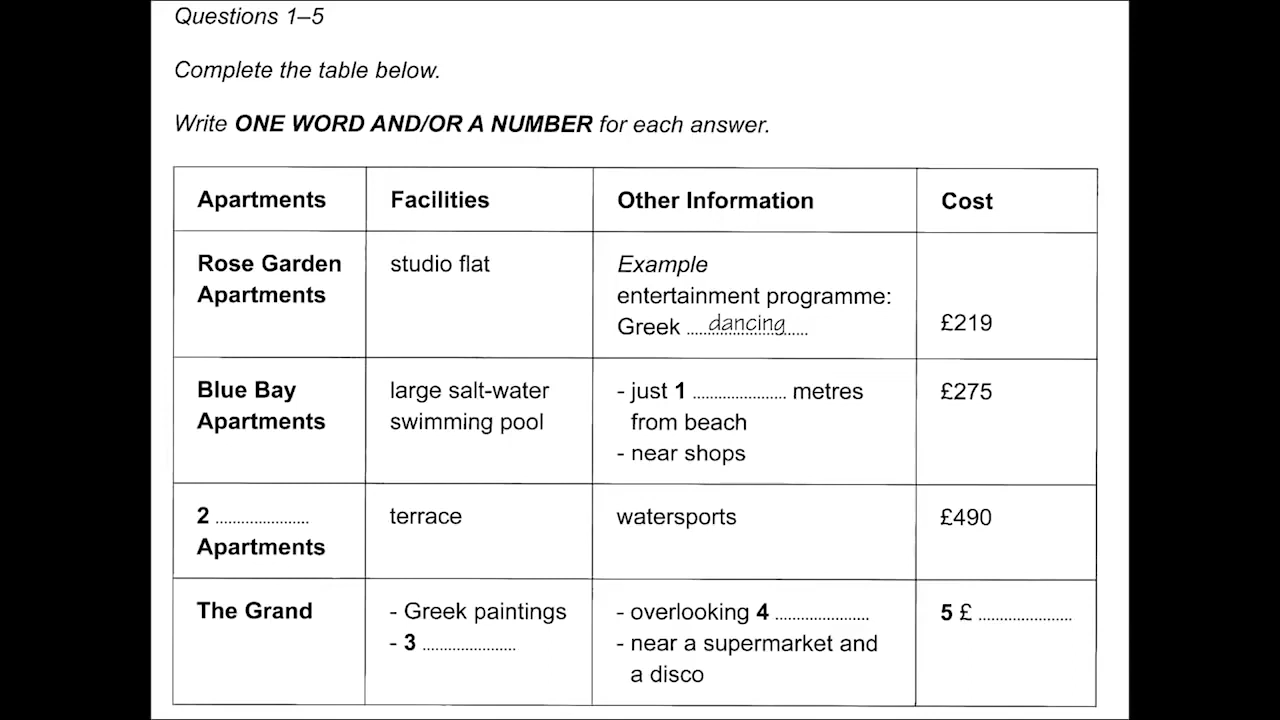 Questions 1–5
Complete the table below.
Write ONE WORD AND/OR A NUMBER for each answer.
Apartments Facilities Other Information Cost
Rose Garden Apartments
studio flat
Example
entertainment programme:
Greek ......dancing......
£219
Blue Bay Apartments
large salt-water
swimming pool
- just 1 ...................... metres
from beach
- near shops
£275
2 ......................
Apartments
terrace
watersports
£490
The Grand
- Greek paintings
- 3 ......................
- overlooking 4 ......................
- near a supermarket and
a disco
5 £ ......................